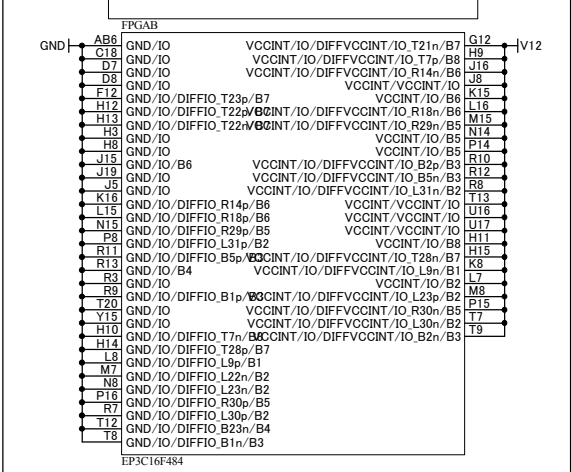 FPGAB
GND AB6 GND/IO VCCINT/IO/DIFFVCCINT/IO_T21n/B7 G12 V12
C18 GND/IO VCCINT/IO/DIFFVCCINT/IO_T7p/B8 H9
D7 GND/IO VCCINT/IO/DIFFVCCINT/IO_R14n/B6 J16
D8 GND/IO VCCINT/VCCINT/IO J8
F12 GND/IO/DIFFIO_T23p/B7 VCCINT/IO/B6 K15
H12 GND/IO/DIFFIO_T22p/B7 VCCINT/IO/DIFFVCCINT/IO_R18n/B6 L16
H13 GND/IO/DIFFIO_T22n/B7 VCCINT/IO/DIFFVCCINT/IO_R29n/B5 M15
H3 GND/IO VCCINT/IO/B5 N14
H8 GND/IO VCCINT/IO/B5 P14
J15 GND/IO/B6 VCCINT/IO/DIFFVCCINT/IO_B2p/B3 R10
J19 GND/IO VCCINT/IO/DIFFVCCINT/IO_B5n/B3 R12
J5 GND/IO VCCINT/IO/DIFFVCCINT/IO_L31n/B2 R8
K16 GND/IO/DIFFIO_R14p/B6 VCCINT/VCCINT/IO T13
L15 GND/IO/DIFFIO_R18p/B6 VCCINT/VCCINT/IO U16
N15 GND/IO/DIFFIO_R29p/B5 VCCINT/IO U17
P8 GND/IO/DIFFIO_L31p/B2 VCCINT/IO/B8 H11
R11 GND/IO/DIFFIO_B5p/B3 VCCINT/IO/DIFFVCCINT/IO_T28n/B7 H15
R13 GND/IO/B4 VCCINT/IO/DIFFVCCINT/IO_L9n/B1 K8
R3 GND/IO VCCINT/IO/B2 L7
R9 GND/IO/DIFFIO_B1p/B3 VCCINT/IO/DIFFVCCINT/IO_L23p/B2 M8
T20 GND/IO VCCINT/IO/DIFFVCCINT/IO_R30n/B5 P15
Y15 GND/IO VCCINT/IO/DIFFVCCINT/IO_L30n/B2 T7
H10 GND/IO/DIFFIO_T7n/B8 VCCINT/IO/DIFFVCCINT/IO_B2n/B3 T9
H14 GND/IO/DIFFIO_T28p/B7
L8 GND/IO/DIFFIO_L9p/B1
M7 GND/IO/DIFFIO_L22n/B2
N8 GND/IO/DIFFIO_L23n/B2
P16 GND/IO/DIFFIO_R30p/B5
R7 GND/IO/DIFFIO_L30p/B2
T12 GND/IO/DIFFIO_B23n/B4
T8 GND/IO/DIFFIO_B1n/B3
EP3C16F484